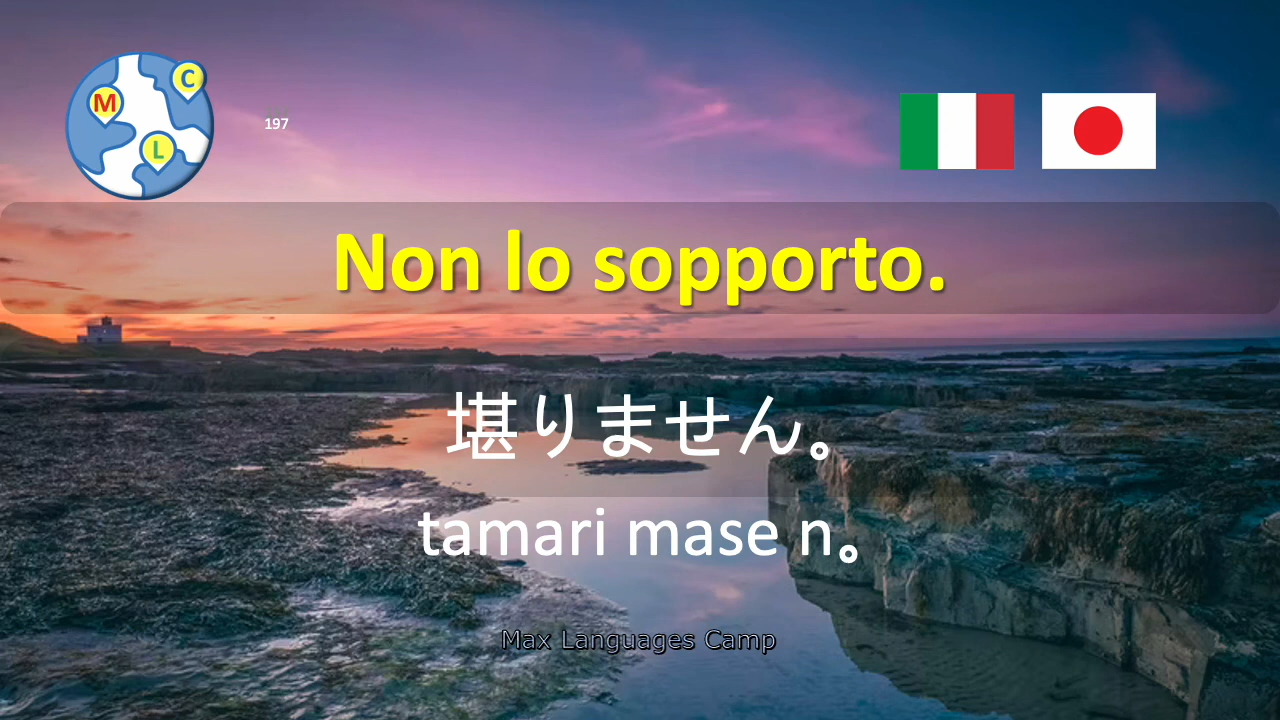 M
C
L
197
Non lo sopporto.
堪りません。
tamari mase n。
Max Languages Camp